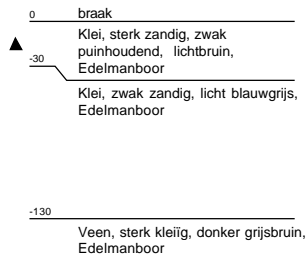 0 braak
Klei, sterk zandig, zwak
puinhoudend, lichtbruin,
Edelmanboor
-30
Klei, zwak zandig, licht blauwgrijs,
Edelmanboor
-130
Veen, sterk kleiïg, donker grijsbruin,
Edelmanboor